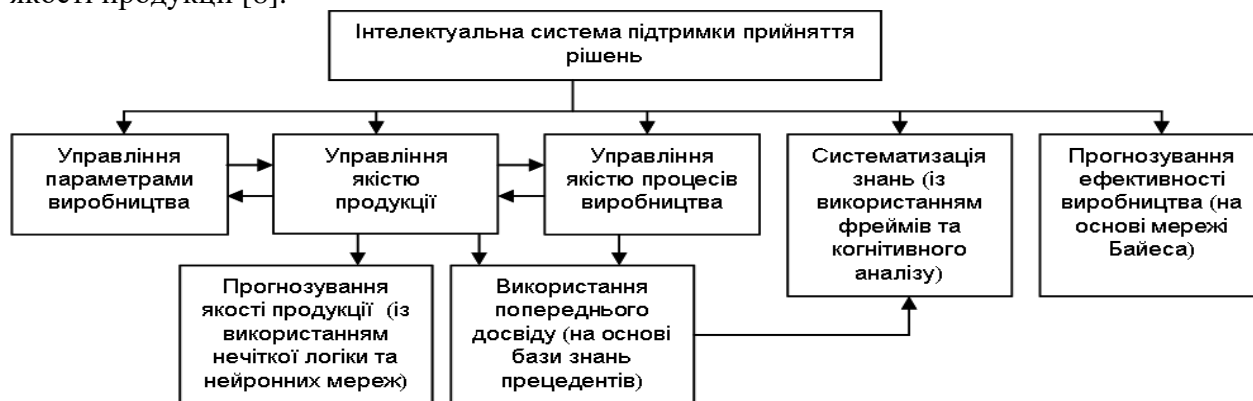 якості продукції [8].
Інтелектуальна система підтримки прийняття
рішень
Управління
параметрами
виробництва
Управління
якістю
продукції
Управління
якістю процесів
виробництва
Систематизація
знань (із
використанням
фреймів та
когнітивного
аналізу)
Прогнозування
ефективності
виробництва (на
основі мережі
Байеса)
Прогнозування
якості продукції (із
використанням
нечіткої логіки та
нейронних мереж)
Використання
попереднього
досвіду (на основі
бази знань
прецедентів)